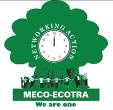 NETWORKING ACTION
MECO-ECOTRA
We are one